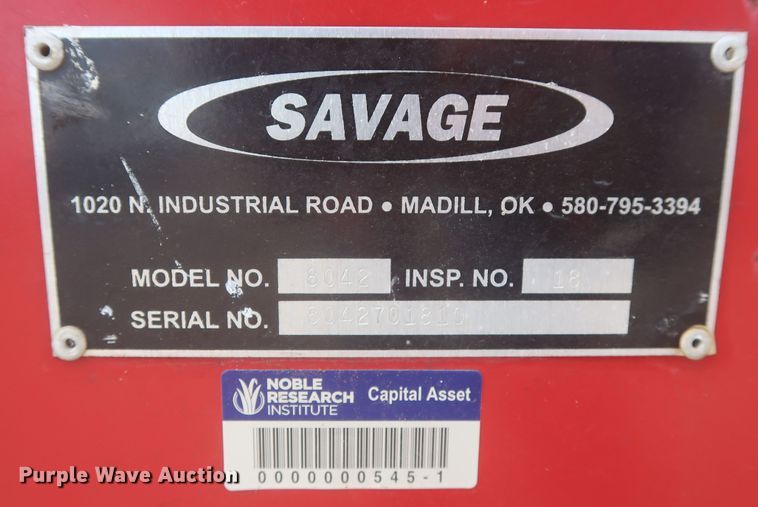 SAVAGE
1020 N. INDUSTRIAL ROAD • MADILL, OK • 580-795-3394
MODEL NO. 8042 INSP. NO. 18
SERIAL NO.
NOBLE RESEARCH INSTITUTE Capital Asset
0000000545-1
Purple Wave Auction